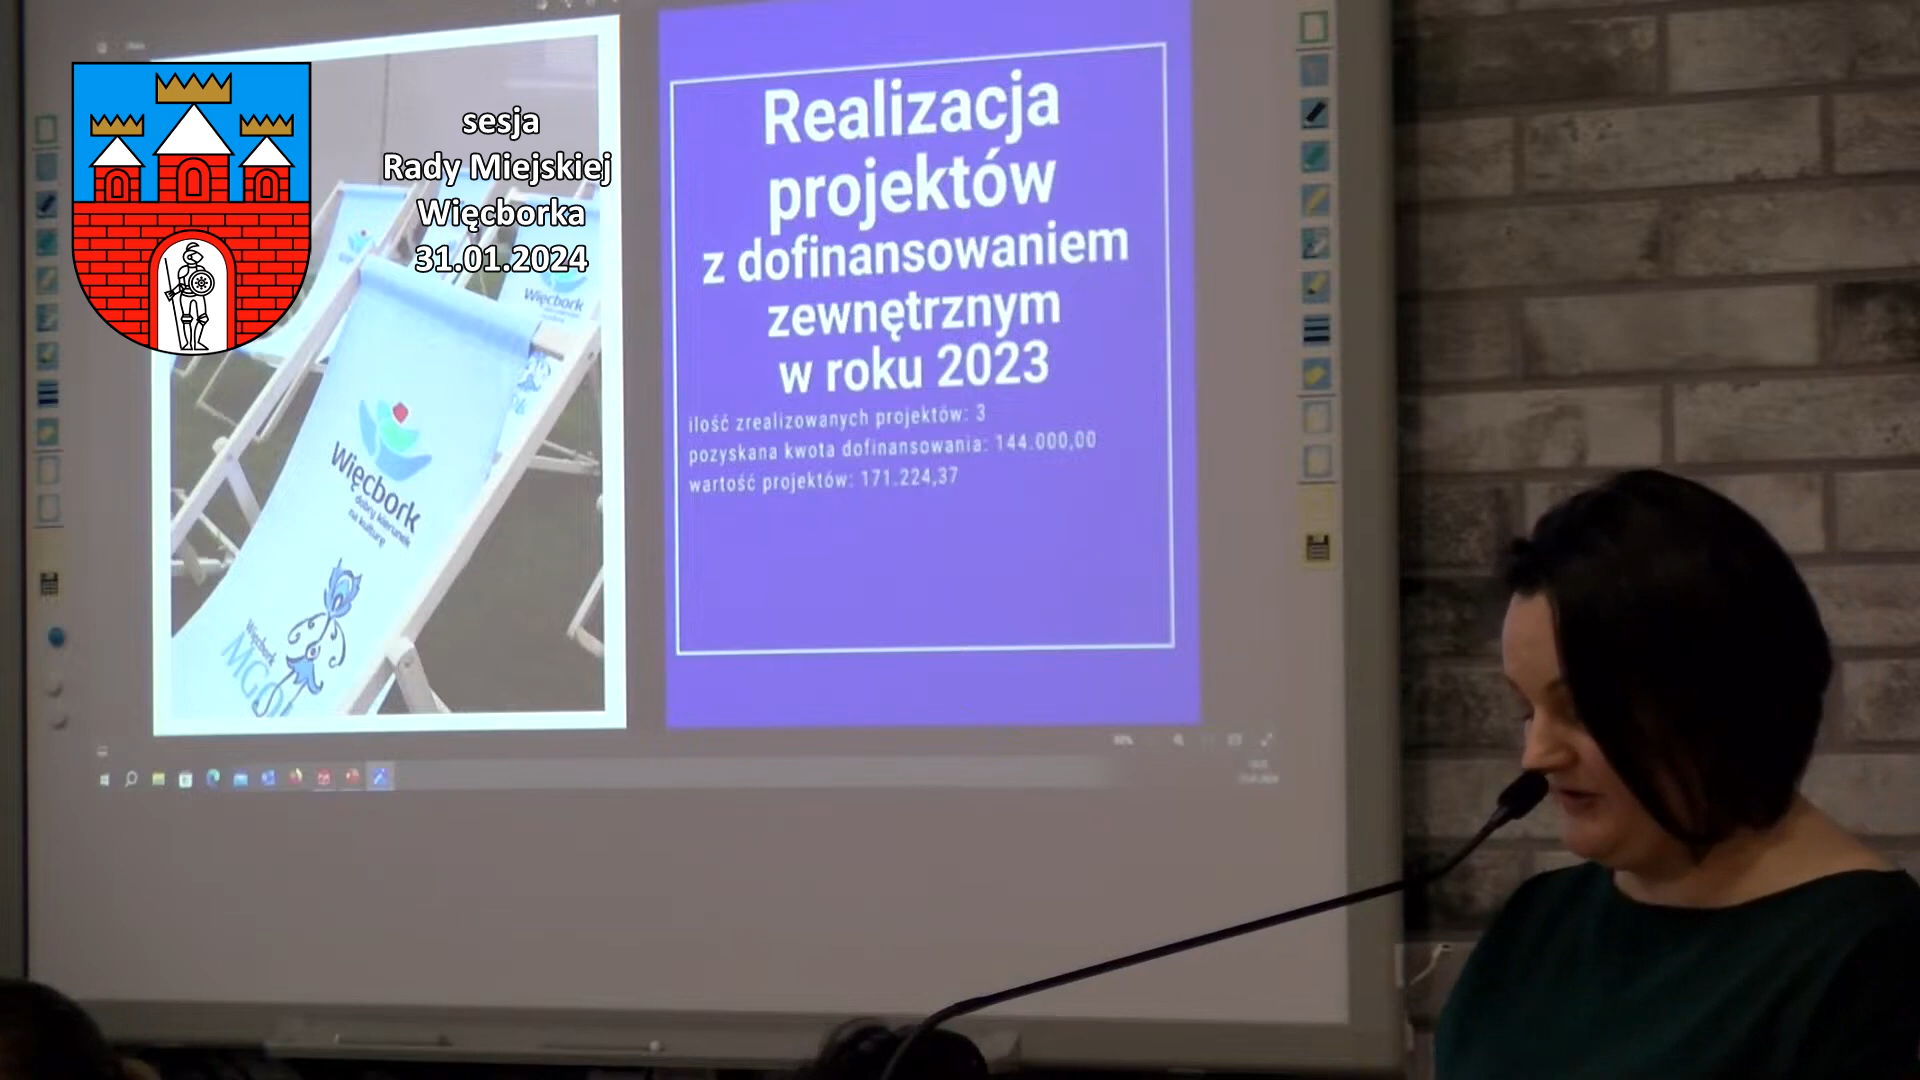 sesja
Rady Miejskiej
Więcborka
31.01.2024
Realizacja
projektów
z dofinansowaniem
zewnętrznym
w roku 2023
ilość zrealizowanych projektów: 3
pozyskana kwota dofinansowania: 144.000,00
wartość projektów: 171.224,37
Więcbork
Więcbork
dobry kierunek
na kulturę
Więcbork